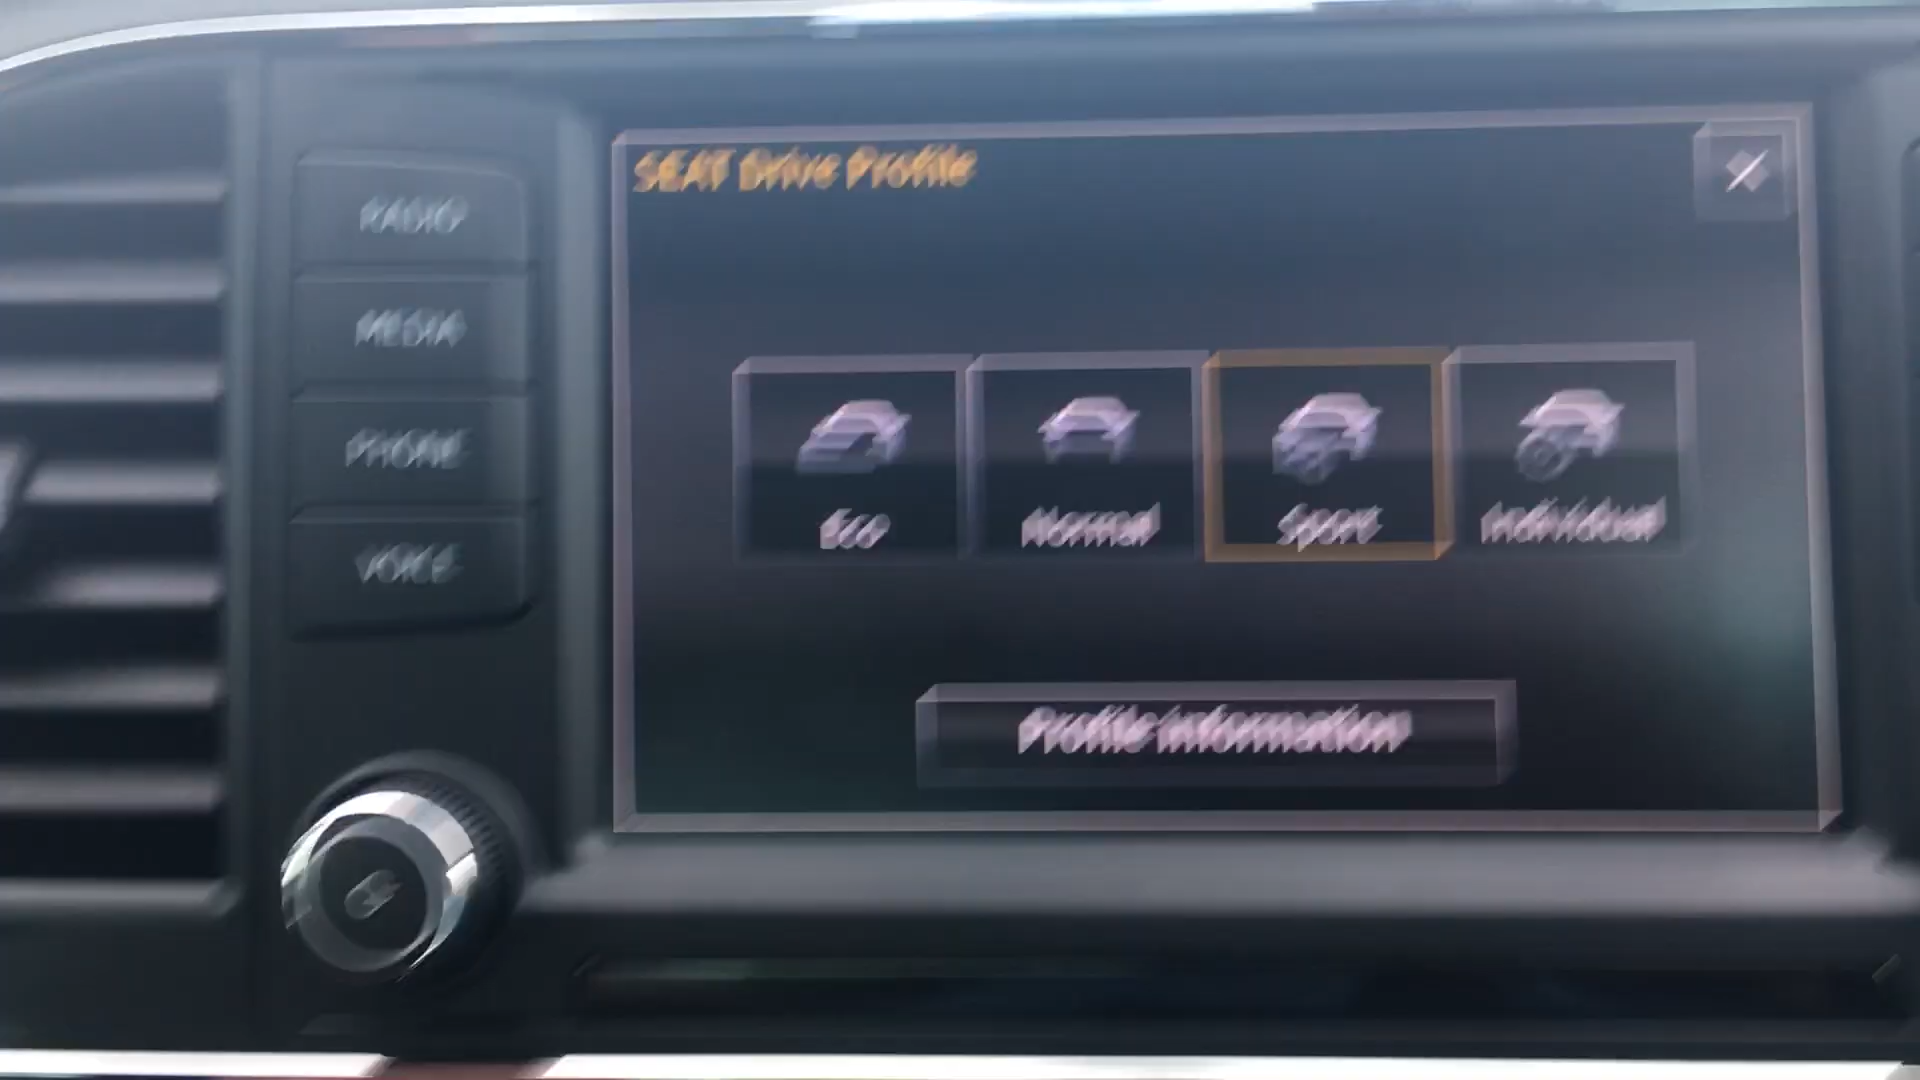 SEAT Drive Profile
RADIO
MEDIA
PHONE
VOICE
Eco
Normal
Sport
Individual
Profile information